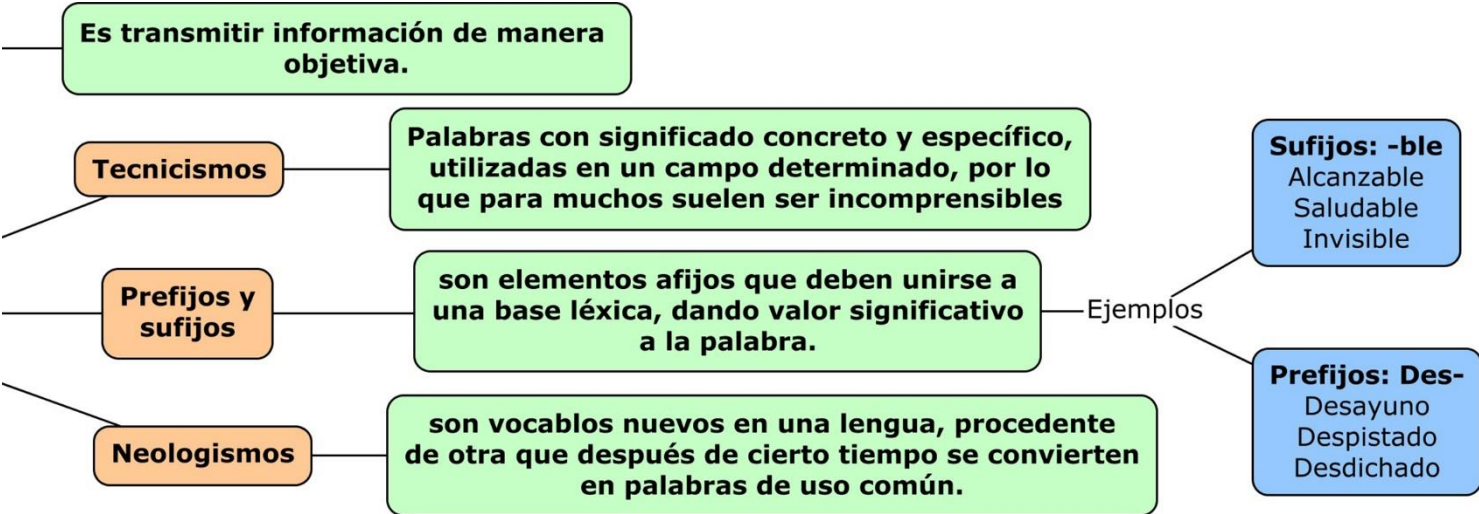 Es transmitir información de manera
objetiva.
Tecnicismos
Palabras con significado concreto y específico,
utilizadas en un campo determinado, por lo
que para muchos suelen ser incomprensibles
Prefijos y
sufijos
son elementos afijos que deben unirse a
una base léxica, dando valor significativo
a la palabra.
Ejemplos
Sufijos: -ble
Alcanzable
Saludable
Invisible
Prefijos: Des-
Desayuno
Despistado
Desdichado
Neologismos
son vocablos nuevos en una lengua, procedente
de otra que después de cierto tiempo se convierten
en palabras de uso común.